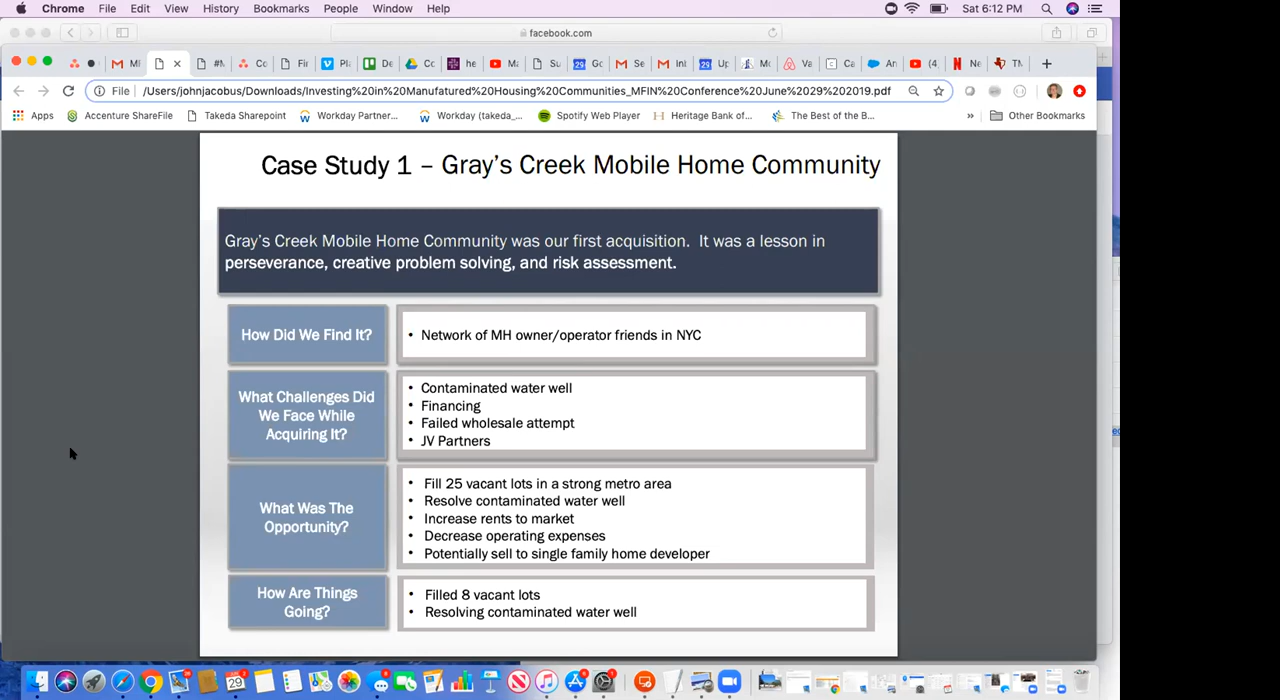 Chrome File Edit View History Bookmarks People Window Help Sat 6:12 PM
facebook.com
File /Users/johnjacobus/Downloads/Investing%20in%20Manufatured%20Housing%20Communities_MFIN%20Conference%20June%2029%202019.pdf
Apps Accenture ShareFile Takeda Sharepoint Workday Partner... Workday (takeda_... Spotify Web Player Heritage Bank of... The Best of the B... » Other Bookmarks
Case Study 1 – Gray's Creek Mobile Home Community
Gray's Creek Mobile Home Community was our first acquisition. It was a lesson in
perseverance, creative problem solving, and risk assessment.
How Did We Find It?
• Network of MH owner/operator friends in NYC
What Challenges Did
We Face While
Acquiring It?
• Contaminated water well
• Financing
• Failed wholesale attempt
• JV Partners
What Was The
Opportunity?
• Fill 25 vacant lots in a strong metro area
• Resolve contaminated water well
• Increase rents to market
• Decrease operating expenses
• Potentially sell to single family home developer
How Are Things
Going?
• Filled 8 vacant lots
• Resolving contaminated water well